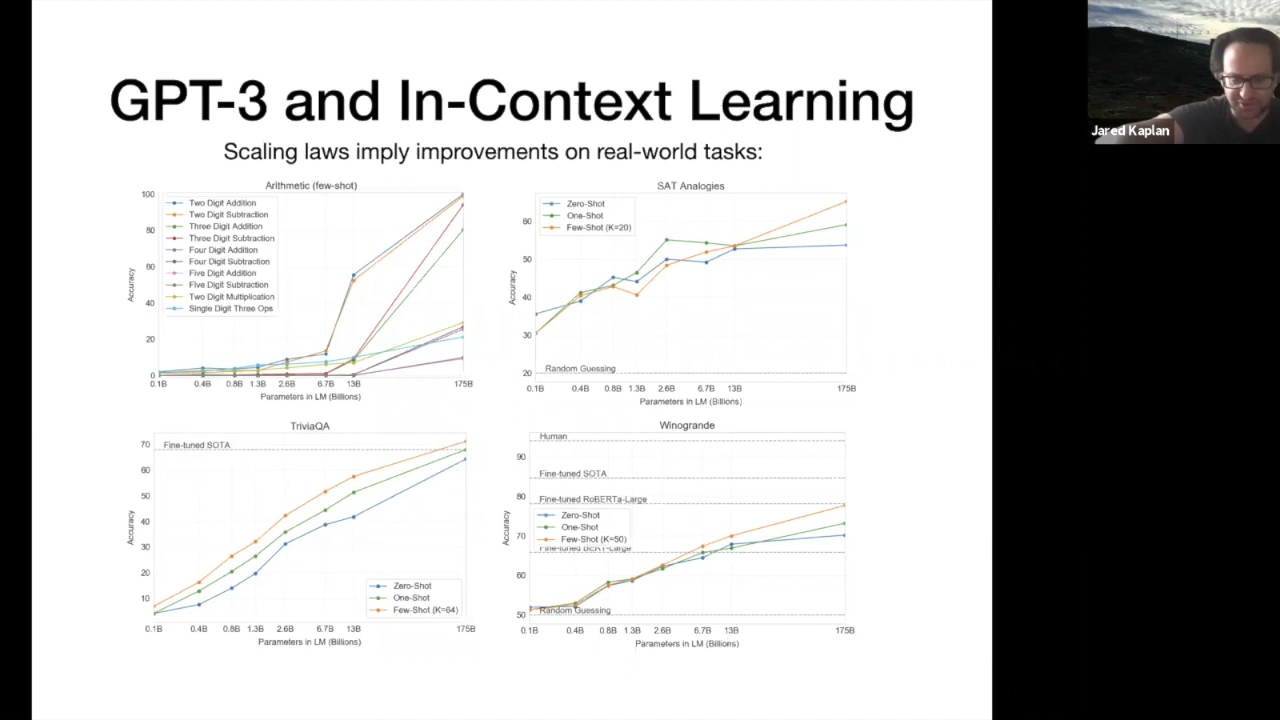 GPT-3 and In-Context Learning
Jared Kaplan
Scaling laws imply improvements on real-world tasks:
Arithmetic (few-shot)
100
80
60
40
20
0
Accuracy
Two Digit Addition
Two Digit Subtraction
Three Digit Addition
Three Digit Subtraction
Four Digit Addition
Four Digit Subtraction
Five Digit Addition
Five Digit Subtraction
Two Digit Multiplication
Single Digit Three Ops
0.1B 0.4B 0.8B 1.3B 2.6B 6.7B 13B 175B
Parameters in LM (Billions)
SAT Analogies
60
50
40
30
20
Accuracy
Zero-Shot
One-Shot
Few-Shot (K=20)
Random Guessing
0.1B 0.4B 0.8B 1.3B 2.6B 6.7B 13B 175B
Parameters in LM (Billions)
TriviaQA
70
60
50
40
30
20
10
Accuracy
Fine-tuned SOTA
Zero-Shot
One-Shot
Few-Shot (K=64)
0.1B 0.4B 0.8B 1.3B 2.6B 6.7B 13B 175B
Parameters in LM (Billions)
Winogrande
90
80
70
60
50
Accuracy
Human
Fine-tuned SOTA
Fine-tuned RoBERTa-Large
Zero-Shot
One-Shot
Few-Shot (K=50)
Fine-tuned BERT-Large
Random Guessing
0.1B 0.4B 0.8B 1.3B 2.6B 6.7B 13B 175B
Parameters in LM (Billions)